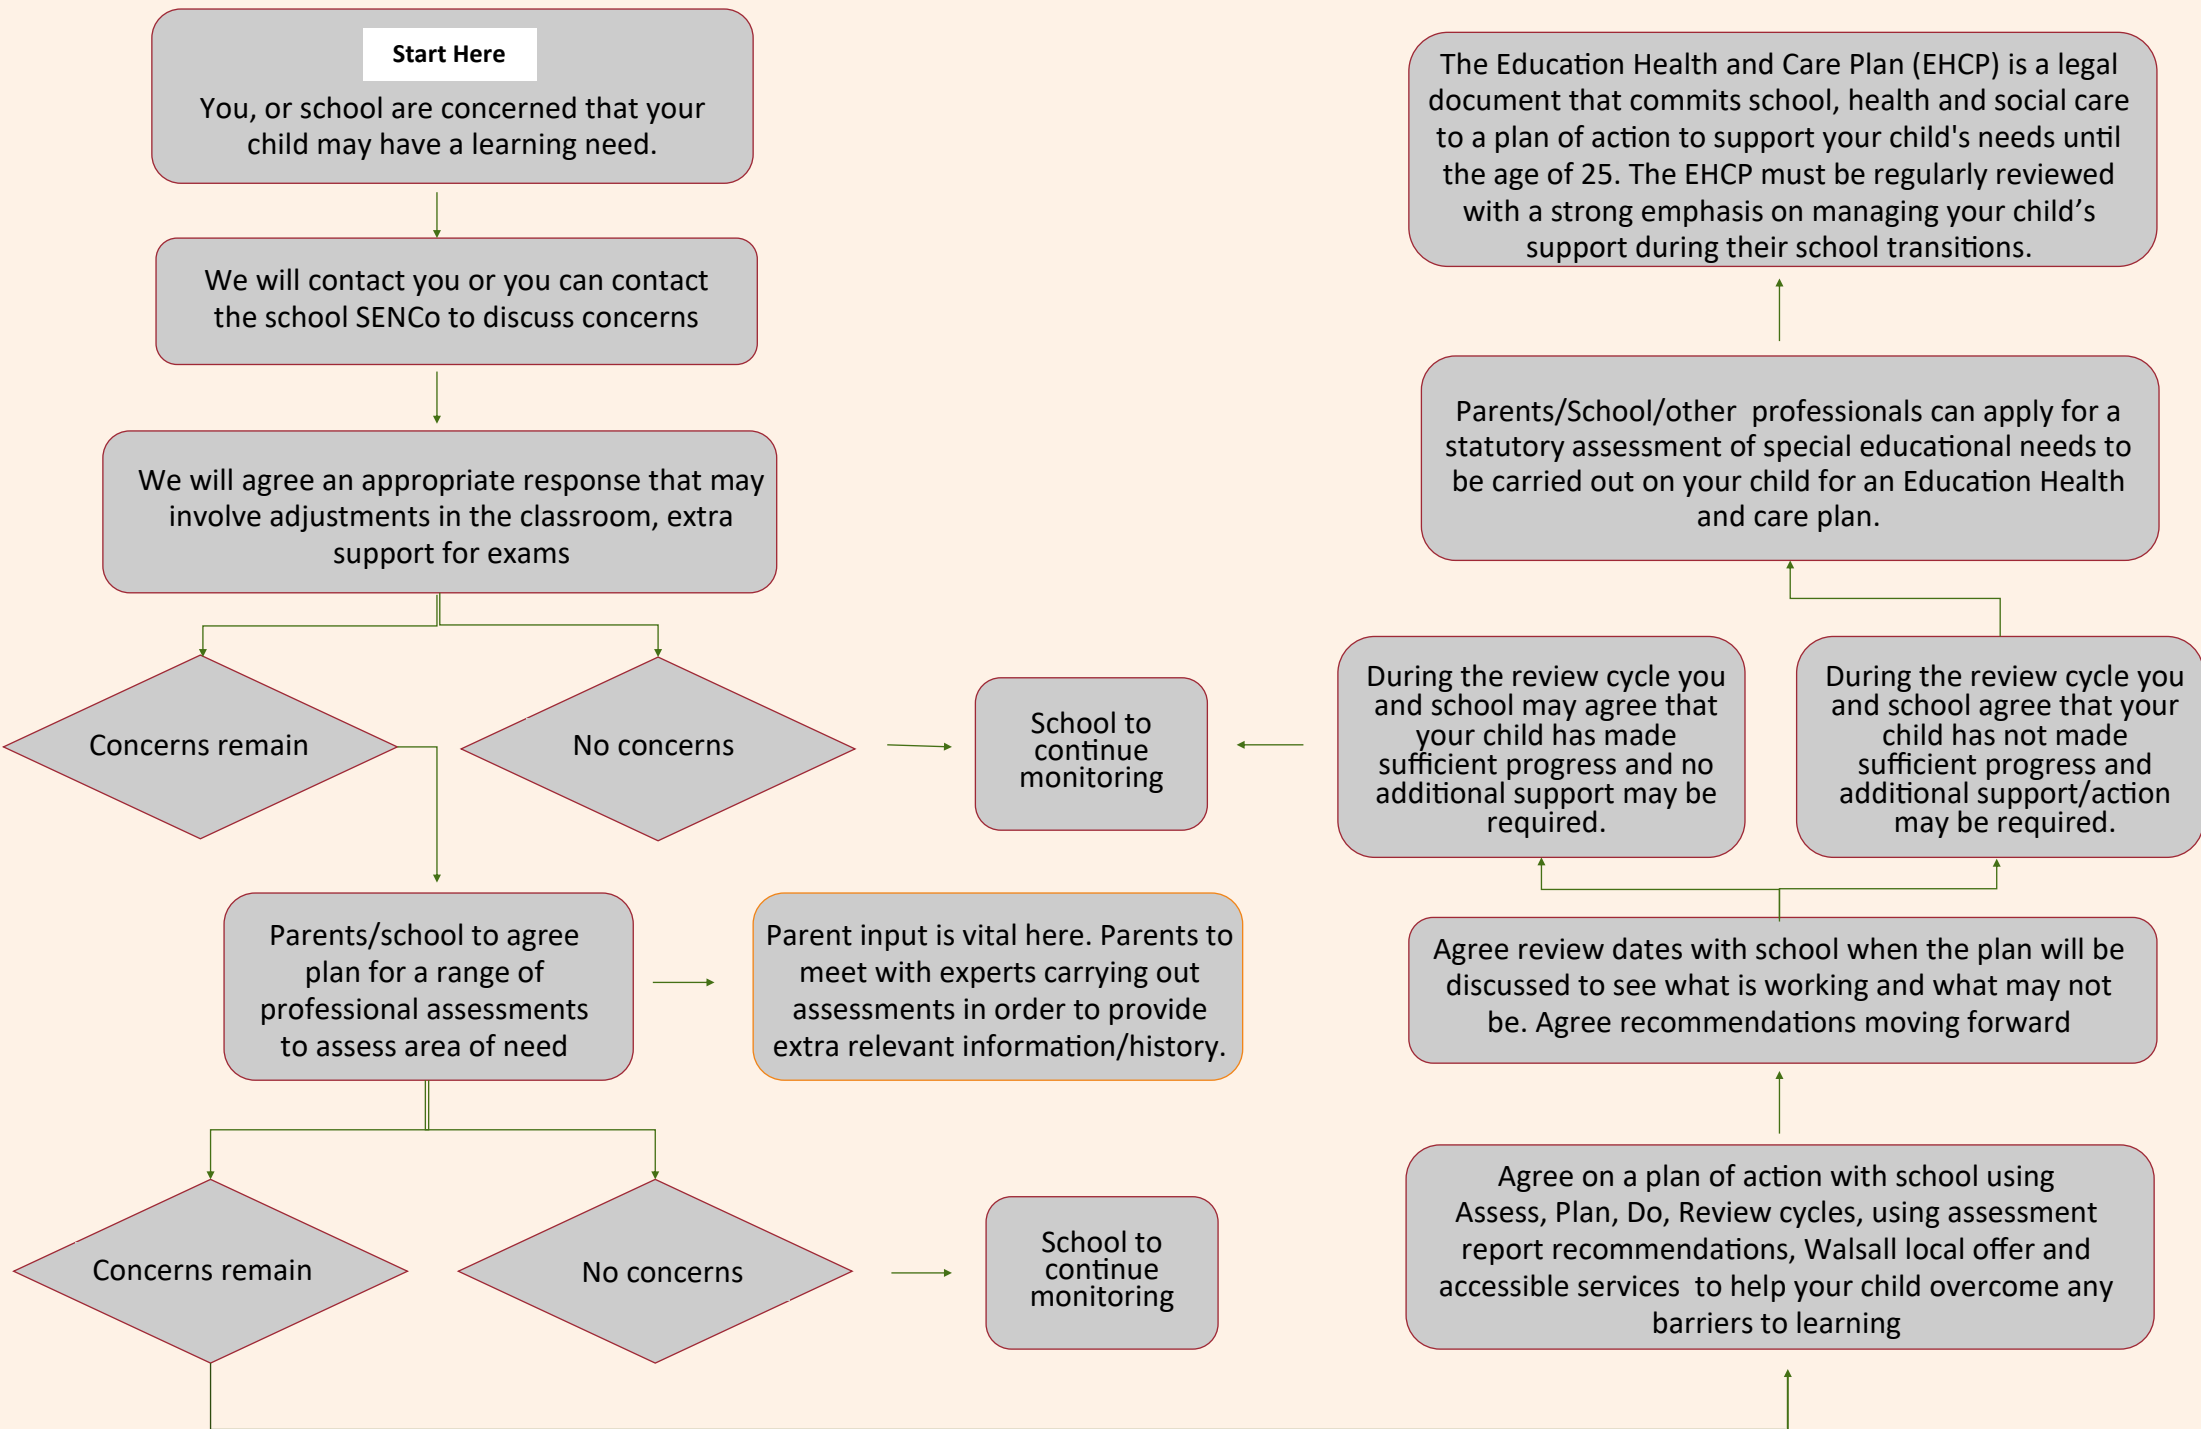 Start Here
You, or school are concerned that your
child may have a learning need.
We will contact you or you can contact
the school SENCo to discuss concerns
We will agree an appropriate response that may
involve adjustments in the classroom, extra
support for exams
Concerns remain
No concerns
School to
continue
monitoring
Parents/school to agree
plan for a range of
professional assessments
to assess area of need
Parent input is vital here. Parents to
meet with experts carrying out
assessments in order to provide
extra relevant information/history.
Concerns remain
No concerns
School to
continue
monitoring
Agree on a plan of action with school using
Assess, Plan, Do, Review cycles, using assessment
report recommendations, Walsall local offer and
accessible services  to help your child overcome any
barriers to learning
Agree review dates with school when the plan will be
discussed to see what is working and what may not
be. Agree recommendations moving forward
During the review cycle you
and school may agree that
your child has made
sufficient progress and no
additional support may be
required.
During the review cycle you
and school agree that your
child has not made
sufficient progress and
additional support/action
may be required.
Parents/School/other  professionals can apply for a
statutory assessment of special educational needs to
be carried out on your child for an Education Health
and care plan.
The Education Health and Care Plan (EHCP) is a legal
document that commits school, health and social care
to a plan of action to support your child's needs until
the age of 25. The EHCP must be regularly reviewed
with a strong emphasis on managing your child’s
support during their school transitions.